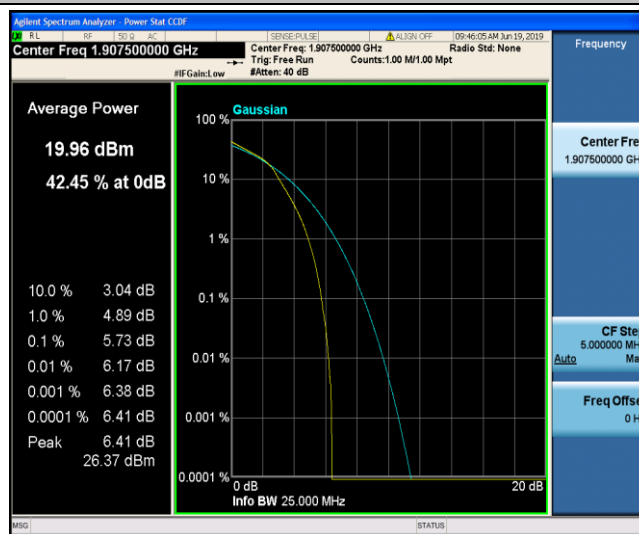 Agilent Spectrum Analyzer - Power Stat CCDF
RL RF 50 Ω AC SENSE:PULSE ALIGN OFF 09:46:05 AM Jun 19, 2019
Center Freq 1.907500000 GHz
Center Freq: 1.907500000 GHz Radio Std: None
Trig: Free Run Counts:1.00 M/1.00 Mpt
#IFGain:Low #Atten: 40 dB
Frequency
Average Power
19.96 dBm
42.45 % at 0dB
10.0 % 3.04 dB
1.0 % 4.89 dB
0.1 % 5.73 dB
0.01 % 6.17 dB
0.001 % 6.38 dB
0.0001 % 6.41 dB
Peak 6.41 dB
26.37 dBm
Gaussian
100 %
10 %
1 %
0.1 %
0.01 %
0.001 %
0.0001 %
0 dB 20 dB
Info BW 25.000 MHz
Center Fre
1.907500000 GH
CF Ste
5.000000 MH
Auto Ma
Freq Offse
0 H
MSG STATUS